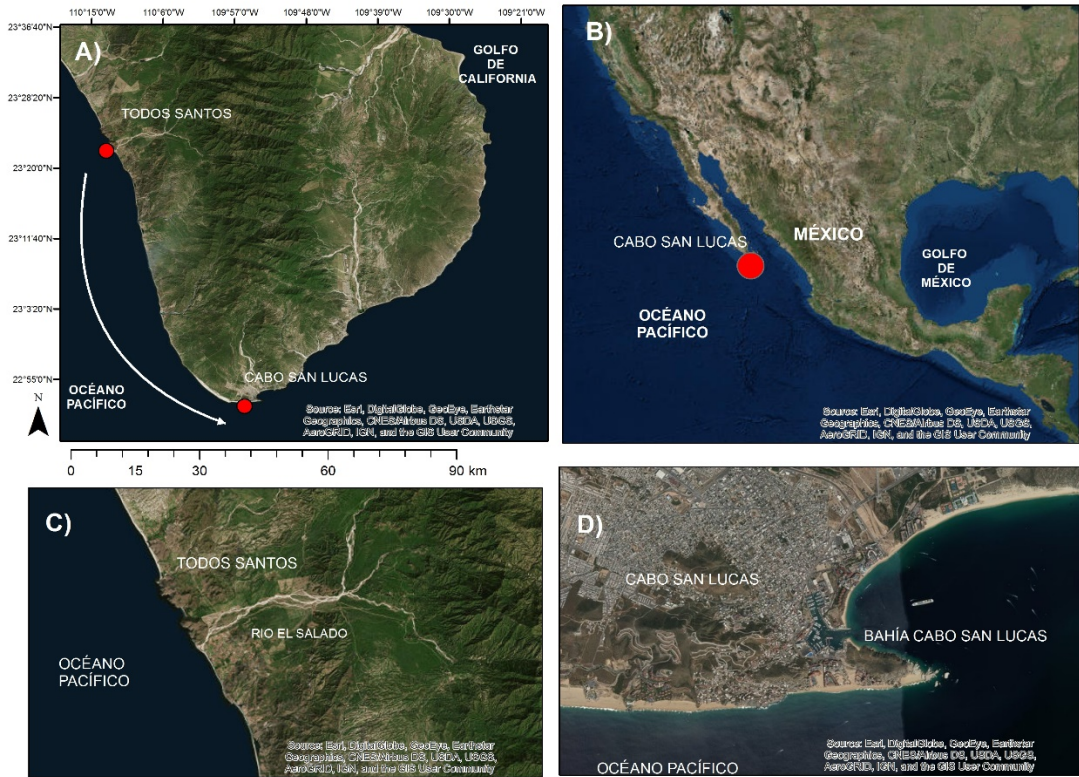 110°15'0"W 110°6'0"W 109°57'0"W 109°48'0"W 109°39'0"W 109°30'0"W 109°21'0"W
23°36'40"N
23°28'20"N
23°20'0"N
23°11'40"N
23°3'20"N
22°55'0"N
N
A)
GOLFO
DE
CALIFORNIA
TODOS SANTOS
CABO SAN LUCAS
OCÉANO
PACÍFICO
Source: Esri, DigitalGlobe, GeoEye, Earthstar
Geographics, CNES/Airbus DS, USDA, USGS,
AeroGRID, IGN, and the GIS User Community
0 15 30 60 90 km
B)
CABO SAN LUCAS
MÉXICO
GOLFO
DE
MÉXICO
OCÉANO
PACÍFICO
Source: Esri, DigitalGlobe, GeoEye, Earthstar
Geographics, CNES/Airbus DS, USDA, USGS,
AeroGRID, IGN, and the GIS User Community
C)
TODOS SANTOS
RIO EL SALADO
OCÉANO
PACÍFICO
Source: Esri, DigitalGlobe, GeoEye, Earthstar
Geographics, CNES/Airbus DS, USDA, USGS,
AeroGRID, IGN, and the GIS User Community
D)
CABO SAN LUCAS
BAHÍA CABO SAN LUCAS
OCÉANO PACÍFICO
Source: Esri, DigitalGlobe, GeoEye, Earthstar
Geographics, CNES/Airbus DS, USDA, USGS,
AeroGRID, IGN, and the GIS User Community